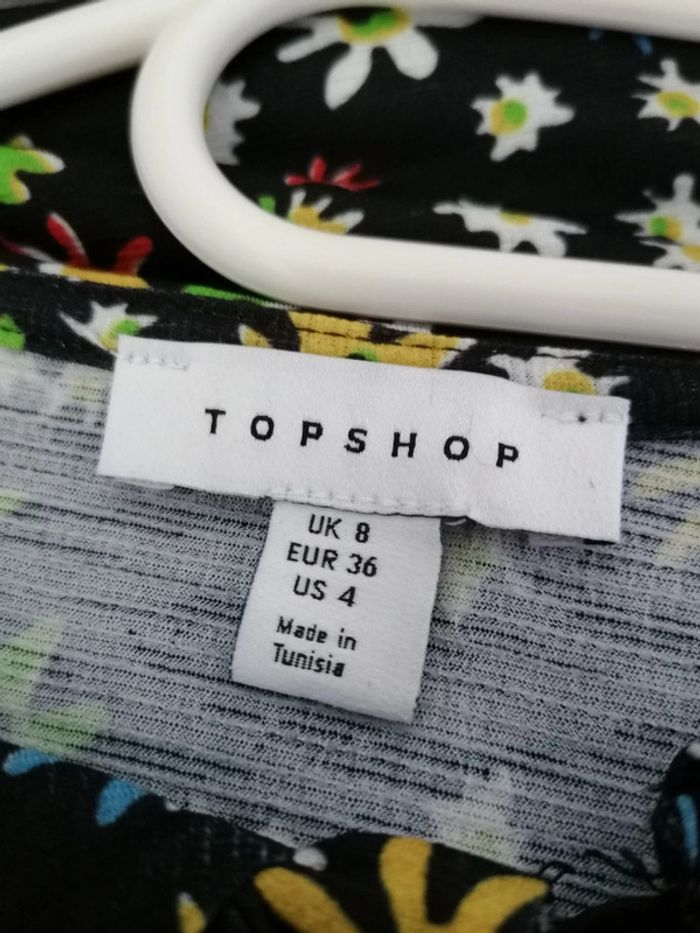 TOPSHOP
UK 8
EUR 36
US 4
Made in
Tunisia